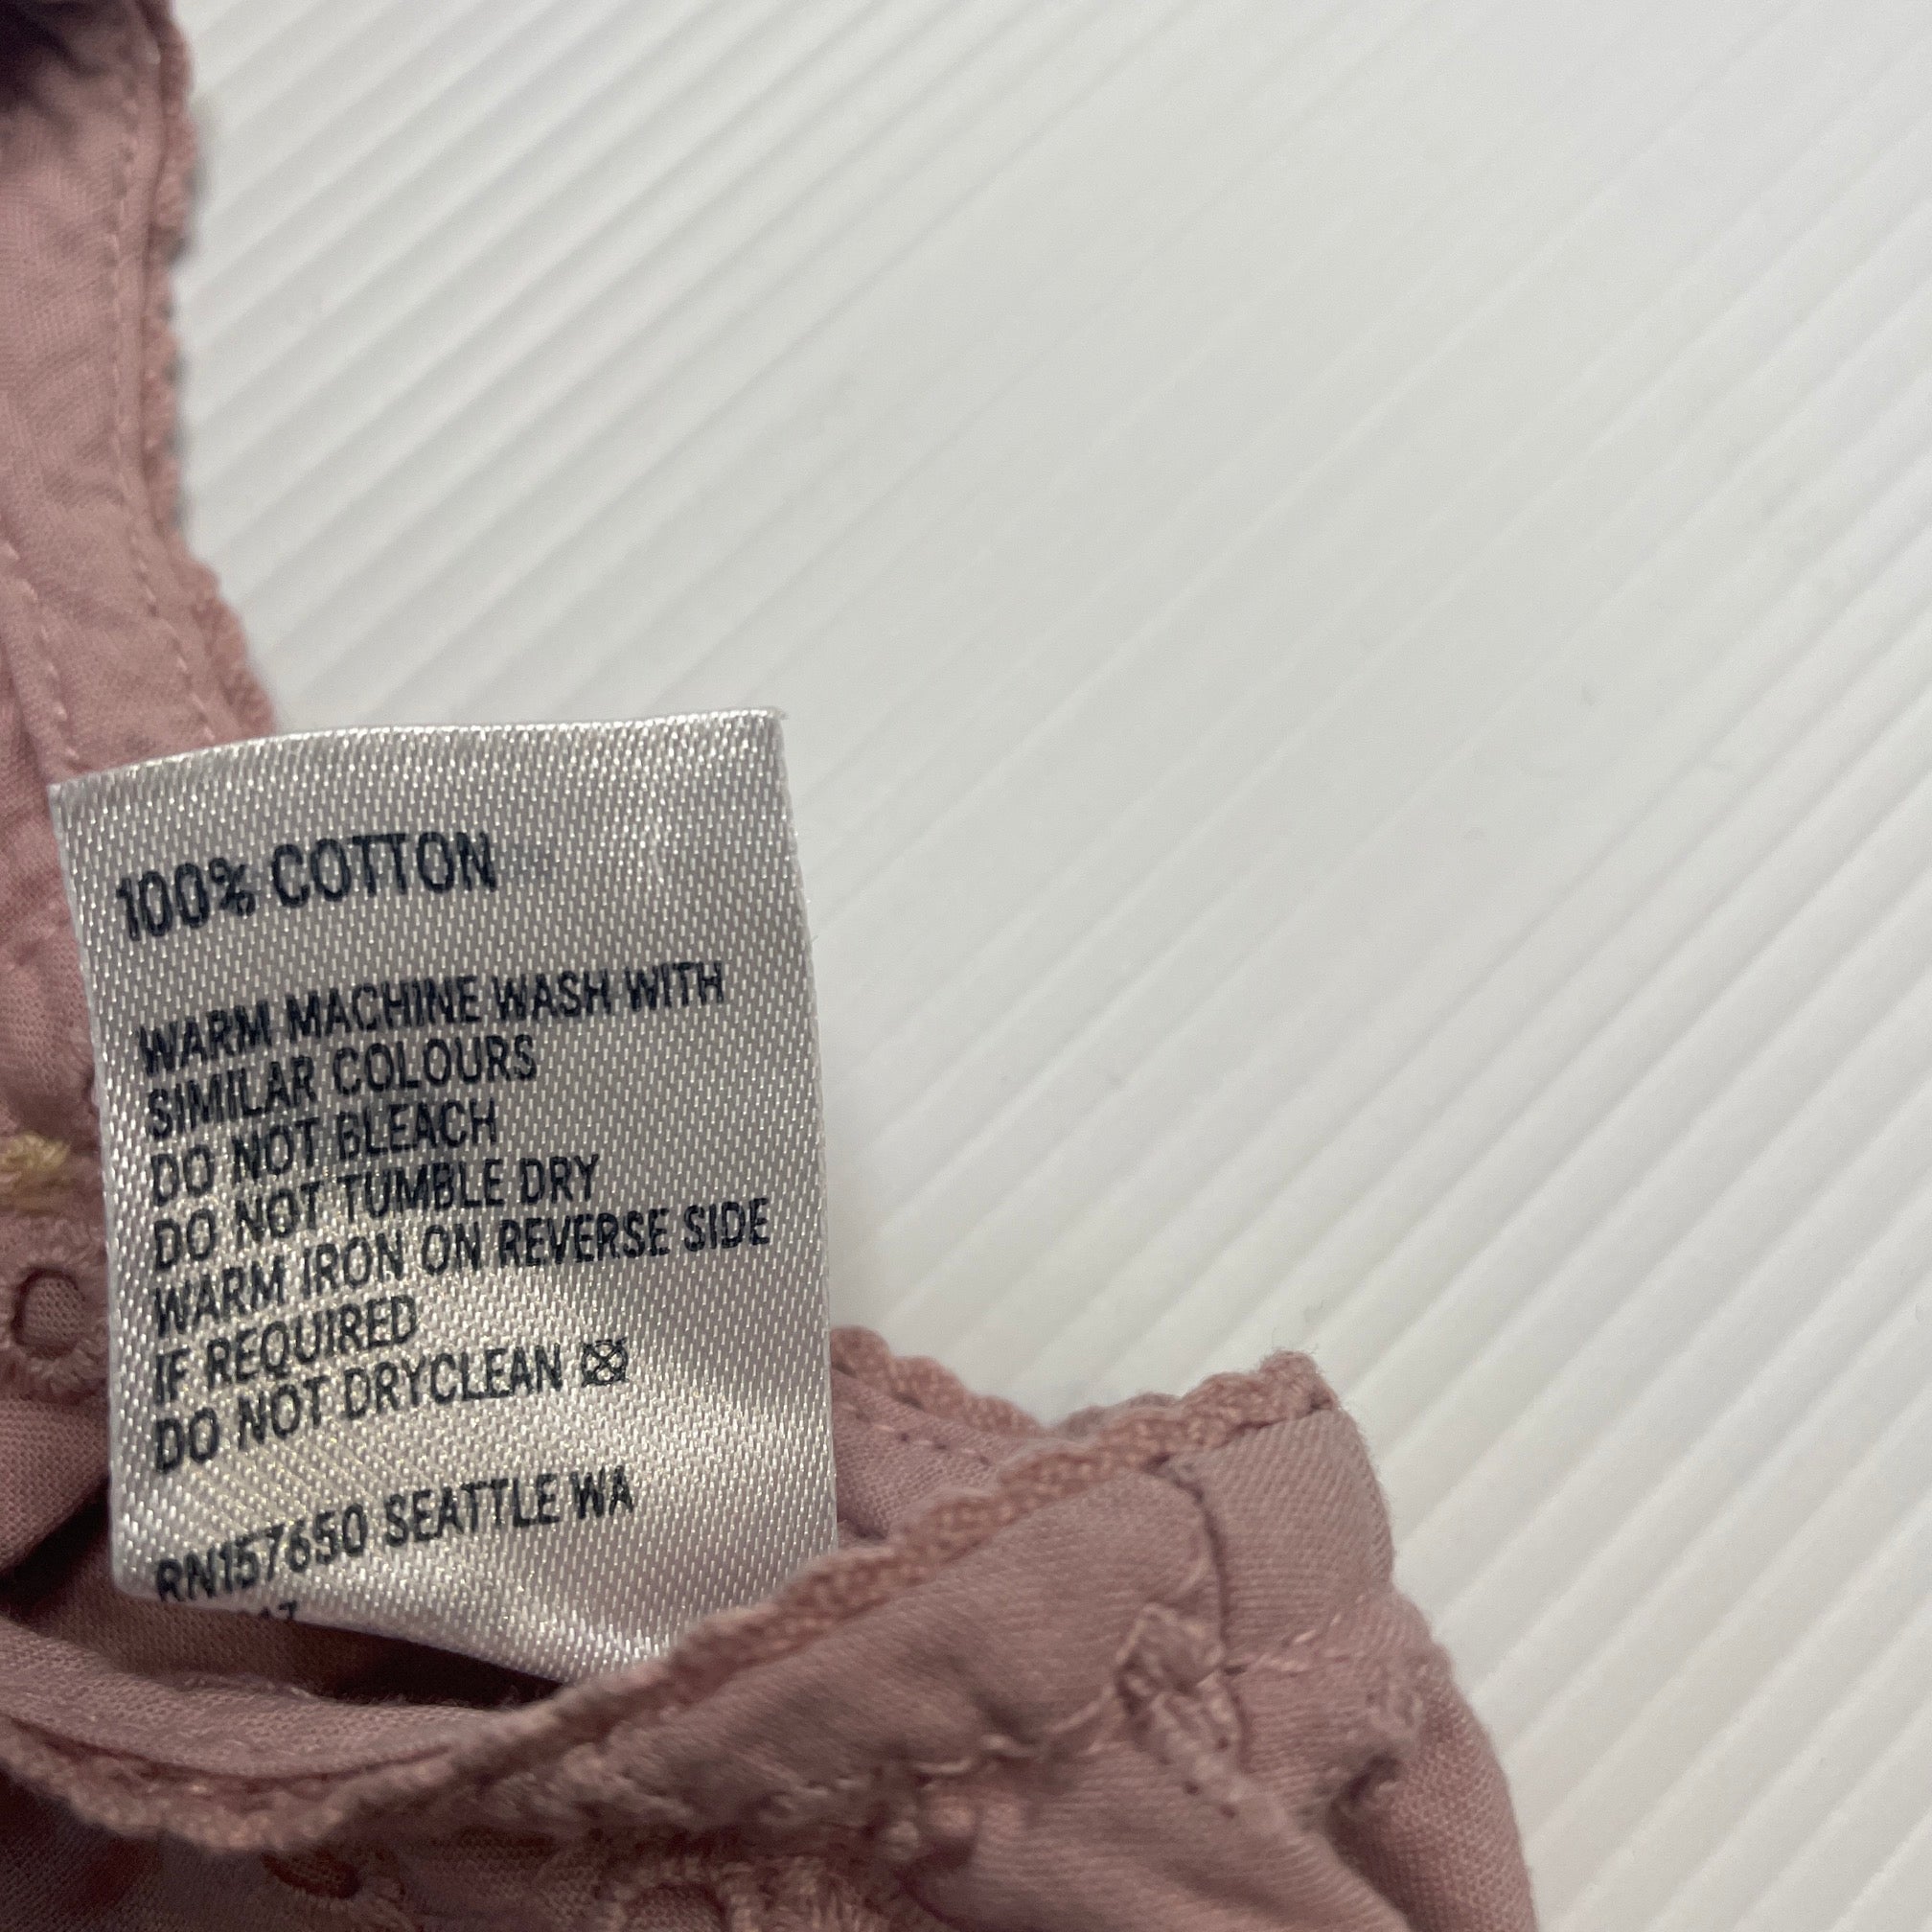 100% COTTON
WARM MACHINE WASH WITH
SIMILAR COLOURS
DO NOT BLEACH
DO NOT TUMBLE DRY
WARM IRON ON REVERSE SIDE
IF REQUIRED
DO NOT DRYCLEAN
RN157650 SEATTLE WA